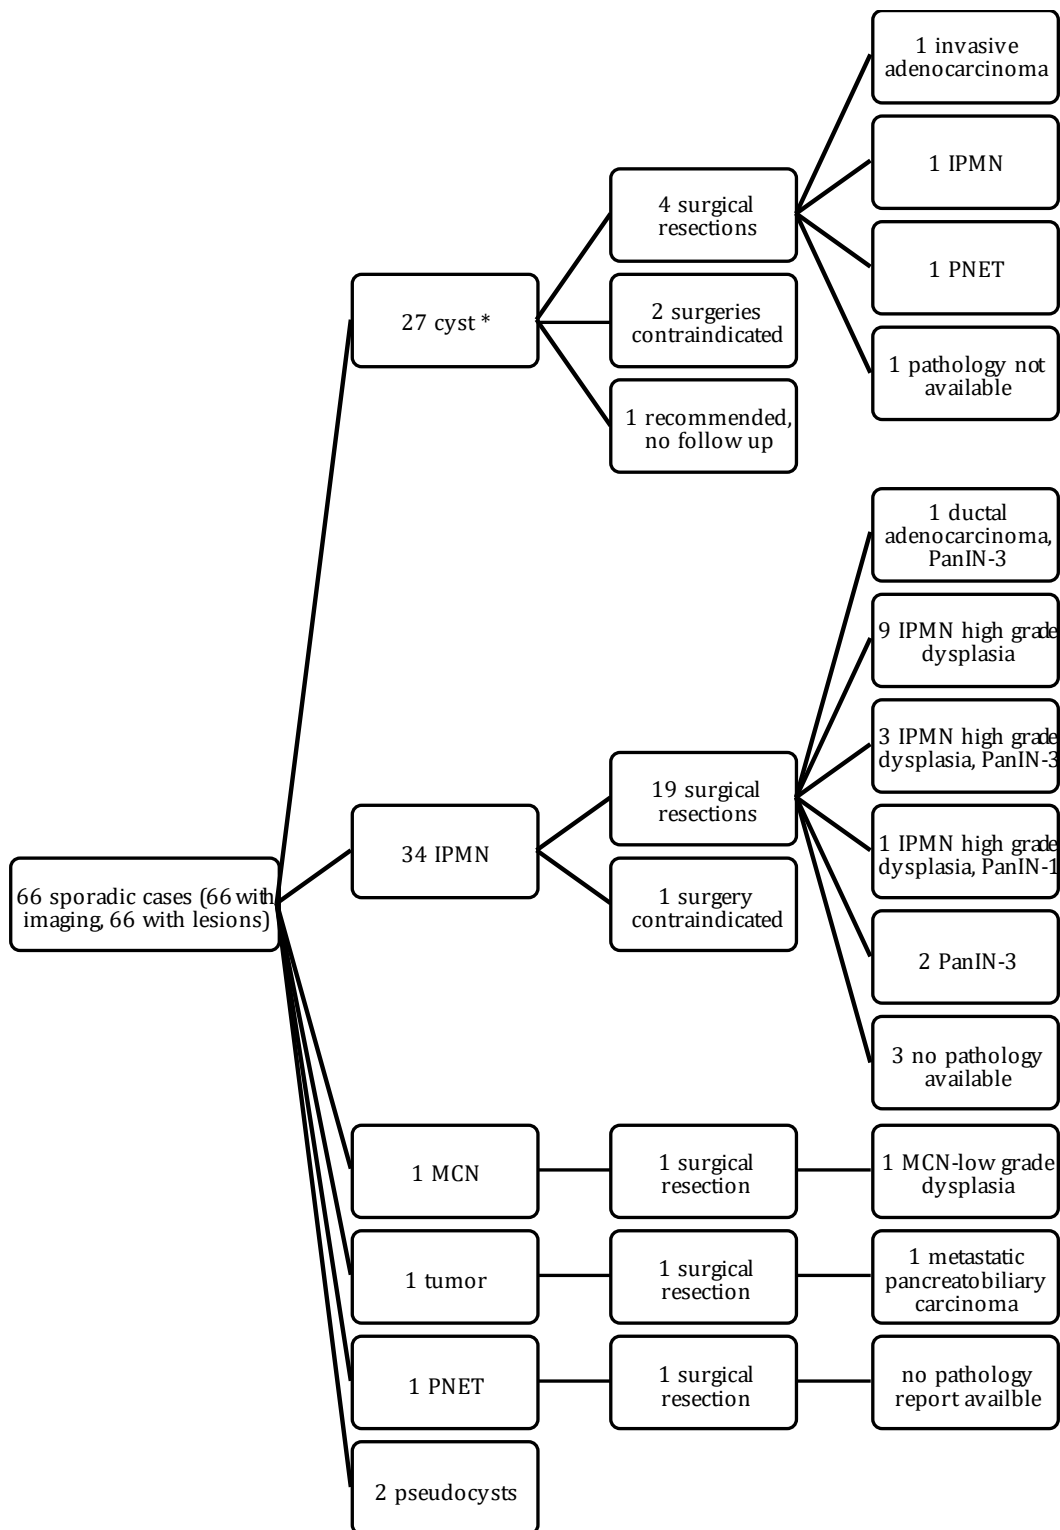 66 sporadic cases (66 with
imaging, 66 with lesions)
27 cyst *
4 surgical
resections
1 invasive
adenocarcinoma
1 IPMN
1 PNET
1 pathology not
available
2 surgeries
contraindicated
1 recommended,
no follow up
34 IPMN
19 surgical
resections
1 ductal
adenocarcinoma,
PanIN-3
9 IPMN high grade
dysplasia
3 IPMN high grade
dysplasia, PanIN-3
1 IPMN high grade
dysplasia, PanIN-1
2 PanIN-3
3 no pathology
available
1 surgery
contraindicated
1 MCN
1 surgical
resection
1 MCN-low grade
dysplasia
1 tumor
1 surgical
resection
1 metastatic
pancreatobiliary
carcinoma
1 PNET
1 surgical
resection
no pathology
report availble
2 pseudocysts